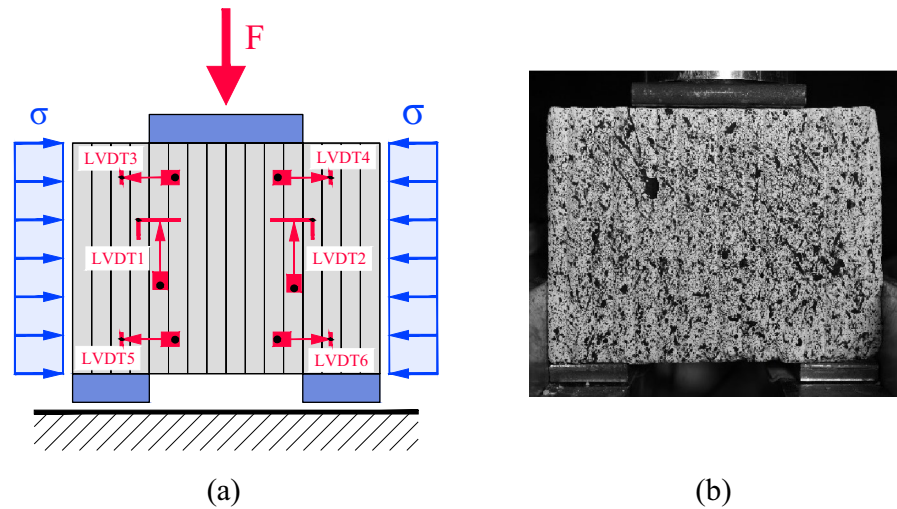 F
σ
σ
LVDT3
LVDT4
LVDT1
LVDT2
LVDT5
LVDT6
(a)
(b)